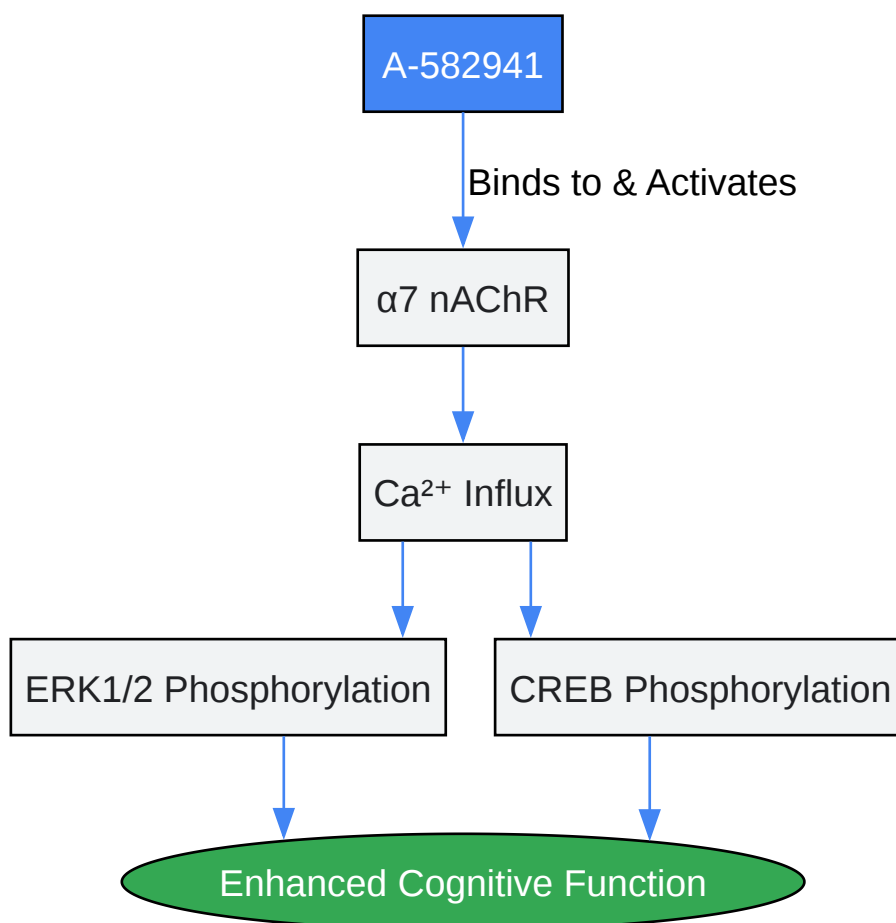 A-582941
Binds to & Activates
α7 nAChR
Ca²⁺ Influx
ERK1/2 Phosphorylation
CREB Phosphorylation
Enhanced Cognitive Function